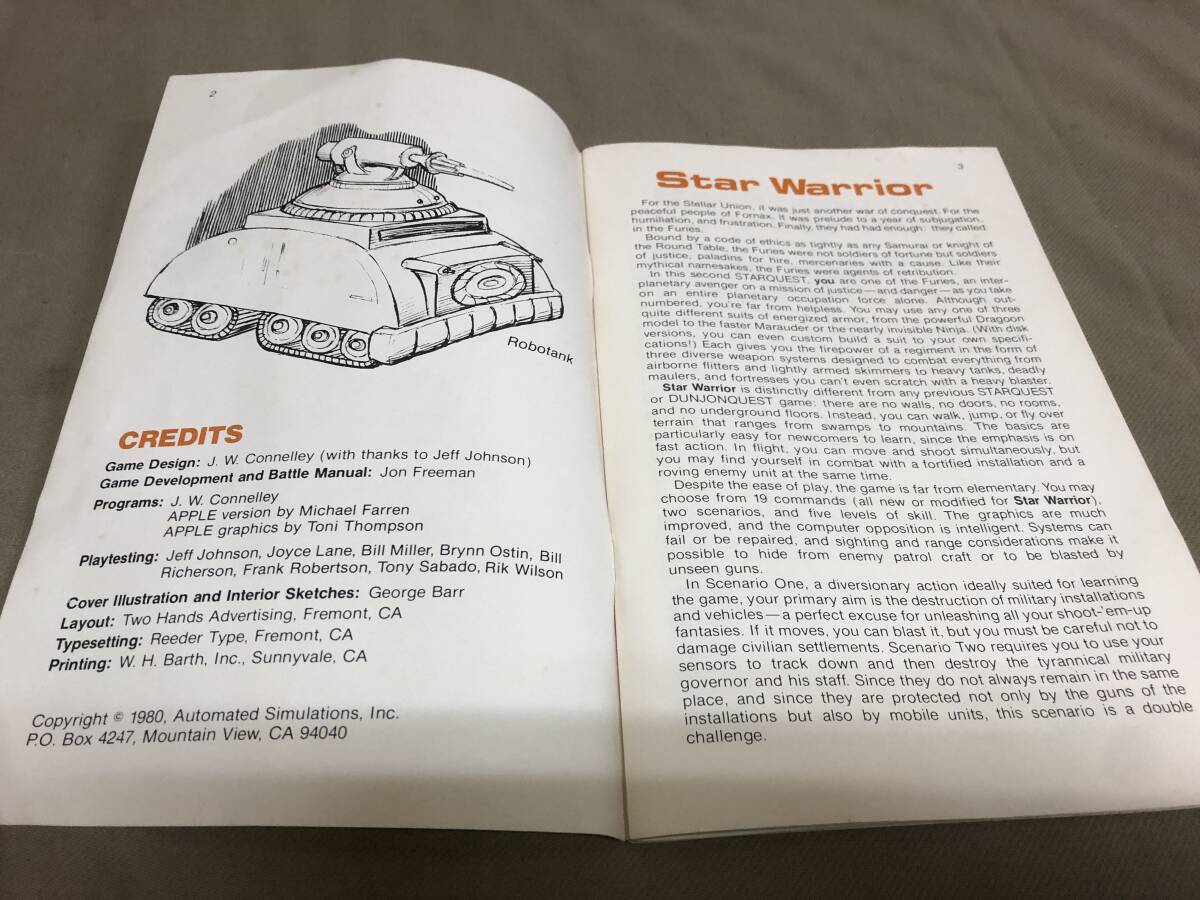 2
Robotank
CREDITS
Game Design: J. W. Connelley (with thanks to Jeff Johnson)
Game Development and Battle Manual: Jon Freeman
Programs: J. W. Connelley
APPLE version by Michael Farren
APPLE graphics by Toni Thompson
Playtesting: Jeff Johnson, Joyce Lane, Bill Miller, Brynn Ostin, Bill
Richerson, Frank Robertson, Tony Sabado, Rik Wilson
Cover Illustration and Interior Sketches: George Barr
Layout: Two Hands Advertising, Fremont, CA
Typesetting: Reeder Type, Fremont, CA
Printing: W. H. Barth, Inc., Sunnyvale, CA
Copyright © 1980, Automated Simulations, Inc.
P.O. Box 4247, Mountain View, CA 94040
3
Star Warrior
For the Stellar Union, it was just another war of conquest. For the
peaceful people of Fornax, it was prelude to a year of subjugation,
humiliation, and frustration. Finally, they had had enough: they called
in the Furies.
Bound by a code of ethics as tightly as any Samurai or knight of
the Round Table, the Furies were not soldiers of fortune but soldiers
of justice, paladins for hire, mercenaries with a cause. Like their
mythical namesakes, the Furies were agents of retribution.
In this second STARQUEST, you are one of the Furies, an inter-
planetary avenger on a mission of justice—and danger—as you take
on an entire planetary occupation force alone. Although out-
numbered, you're far from helpless. You may use any one of three
quite different suits of energized armor, from the powerful Dragoon
model to the faster Marauder or the nearly invisible Ninja. (With disk
versions, you can even custom build a suit to your own specifi-
cations!) Each gives you the firepower of a regiment in the form of
three diverse weapon systems designed to combat everything from
airborne flitters and lightly armed skimmers to heavy tanks, deadly
maulers, and fortresses you can't even scratch with a heavy blaster.
Star Warrior is distinctly different from any previous STARQUEST
or DUNJONQUEST game: there are no walls, no doors, no rooms,
and no underground floors. Instead, you can walk, jump, or fly over
terrain that ranges from swamps to mountains. The basics are
particularly easy for newcomers to learn, since the emphasis is on
fast action. In flight, you can move and shoot simultaneously, but
you may find yourself in combat with a fortified installation and a
roving enemy unit at the same time.
Despite the ease of play, the game is far from elementary. You may
choose from 19 commands (all new or modified for Star Warrior),
two scenarios, and five levels of skill. The graphics are much
improved, and the computer opposition is intelligent. Systems can
fail or be repaired, and sighting and range considerations make it
possible to hide from enemy patrol craft or to be blasted by
unseen guns.
In Scenario One, a diversionary action ideally suited for learning
the game, your primary aim is the destruction of military installations
and vehicles—a perfect excuse for unleashing all your shoot-'em-up
fantasies. If it moves, you can blast it, but you must be careful not to
damage civilian settlements. Scenario Two requires you to use your
sensors to track down and then destroy the tyrannical military
governor and his staff. Since they do not always remain in the same
place, and since they are protected not only by the guns of the
installations but also by mobile units, this scenario is a double
challenge.